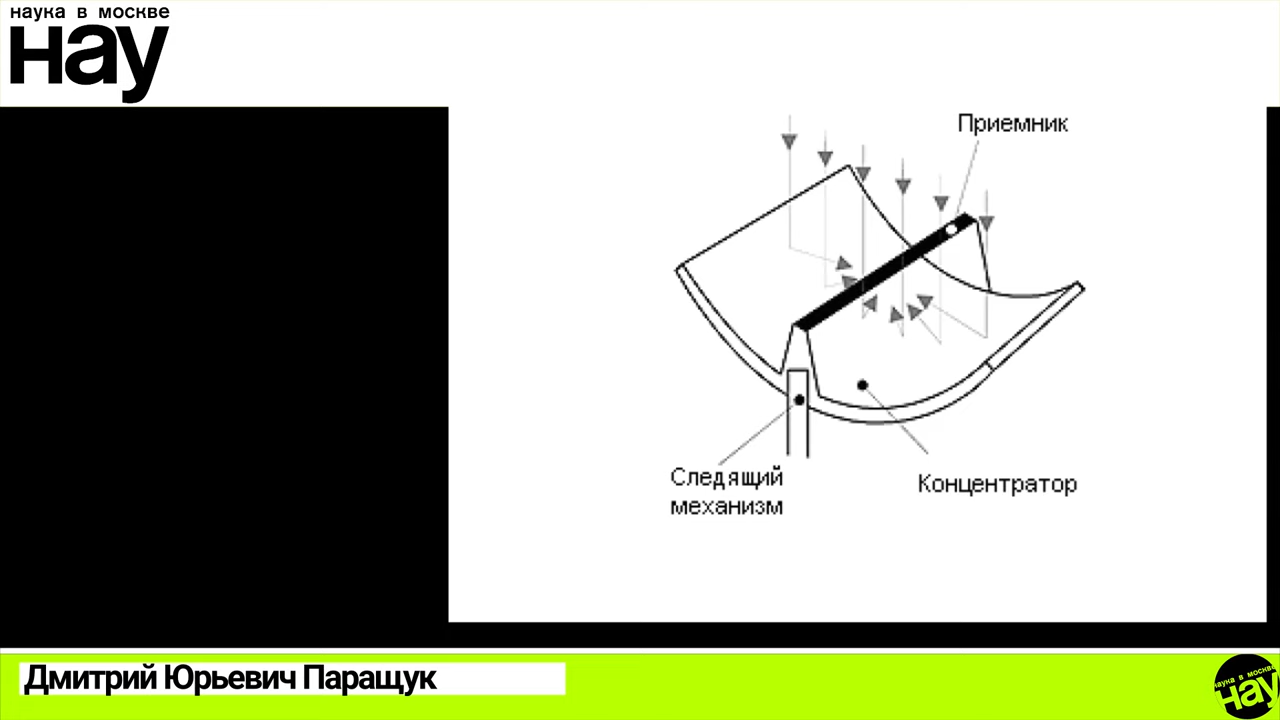 наука в москве
нау
Приемник
Следящий
механизм
Концентратор
Дмитрий Юрьевич Паращук
наука в москве
нау